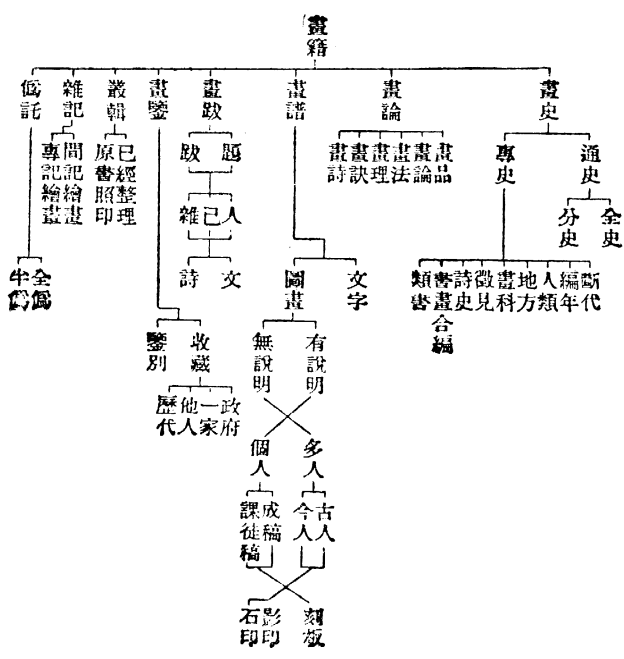 畫籍
畫史
畫論
畫譜
畫跋
畫鑒
叢輯
雜記
僞託
通史
專史
全史
分史
斷代
編年
人類
地方
畫科
徵見
詩史
書畫合編
類書
畫品
畫論
畫法
畫理
畫訣
畫詩
文字
圖畫
有說明
無說明
多人
個人
古人
今人
成稿
課徒稿
刻板
影印
石印
題
跋
人
已
雜
文
詩
收藏
鑒別
政府
一家
他人
歷代
已經整理
原書照印
間記繪畫
專記繪畫
全僞
半僞